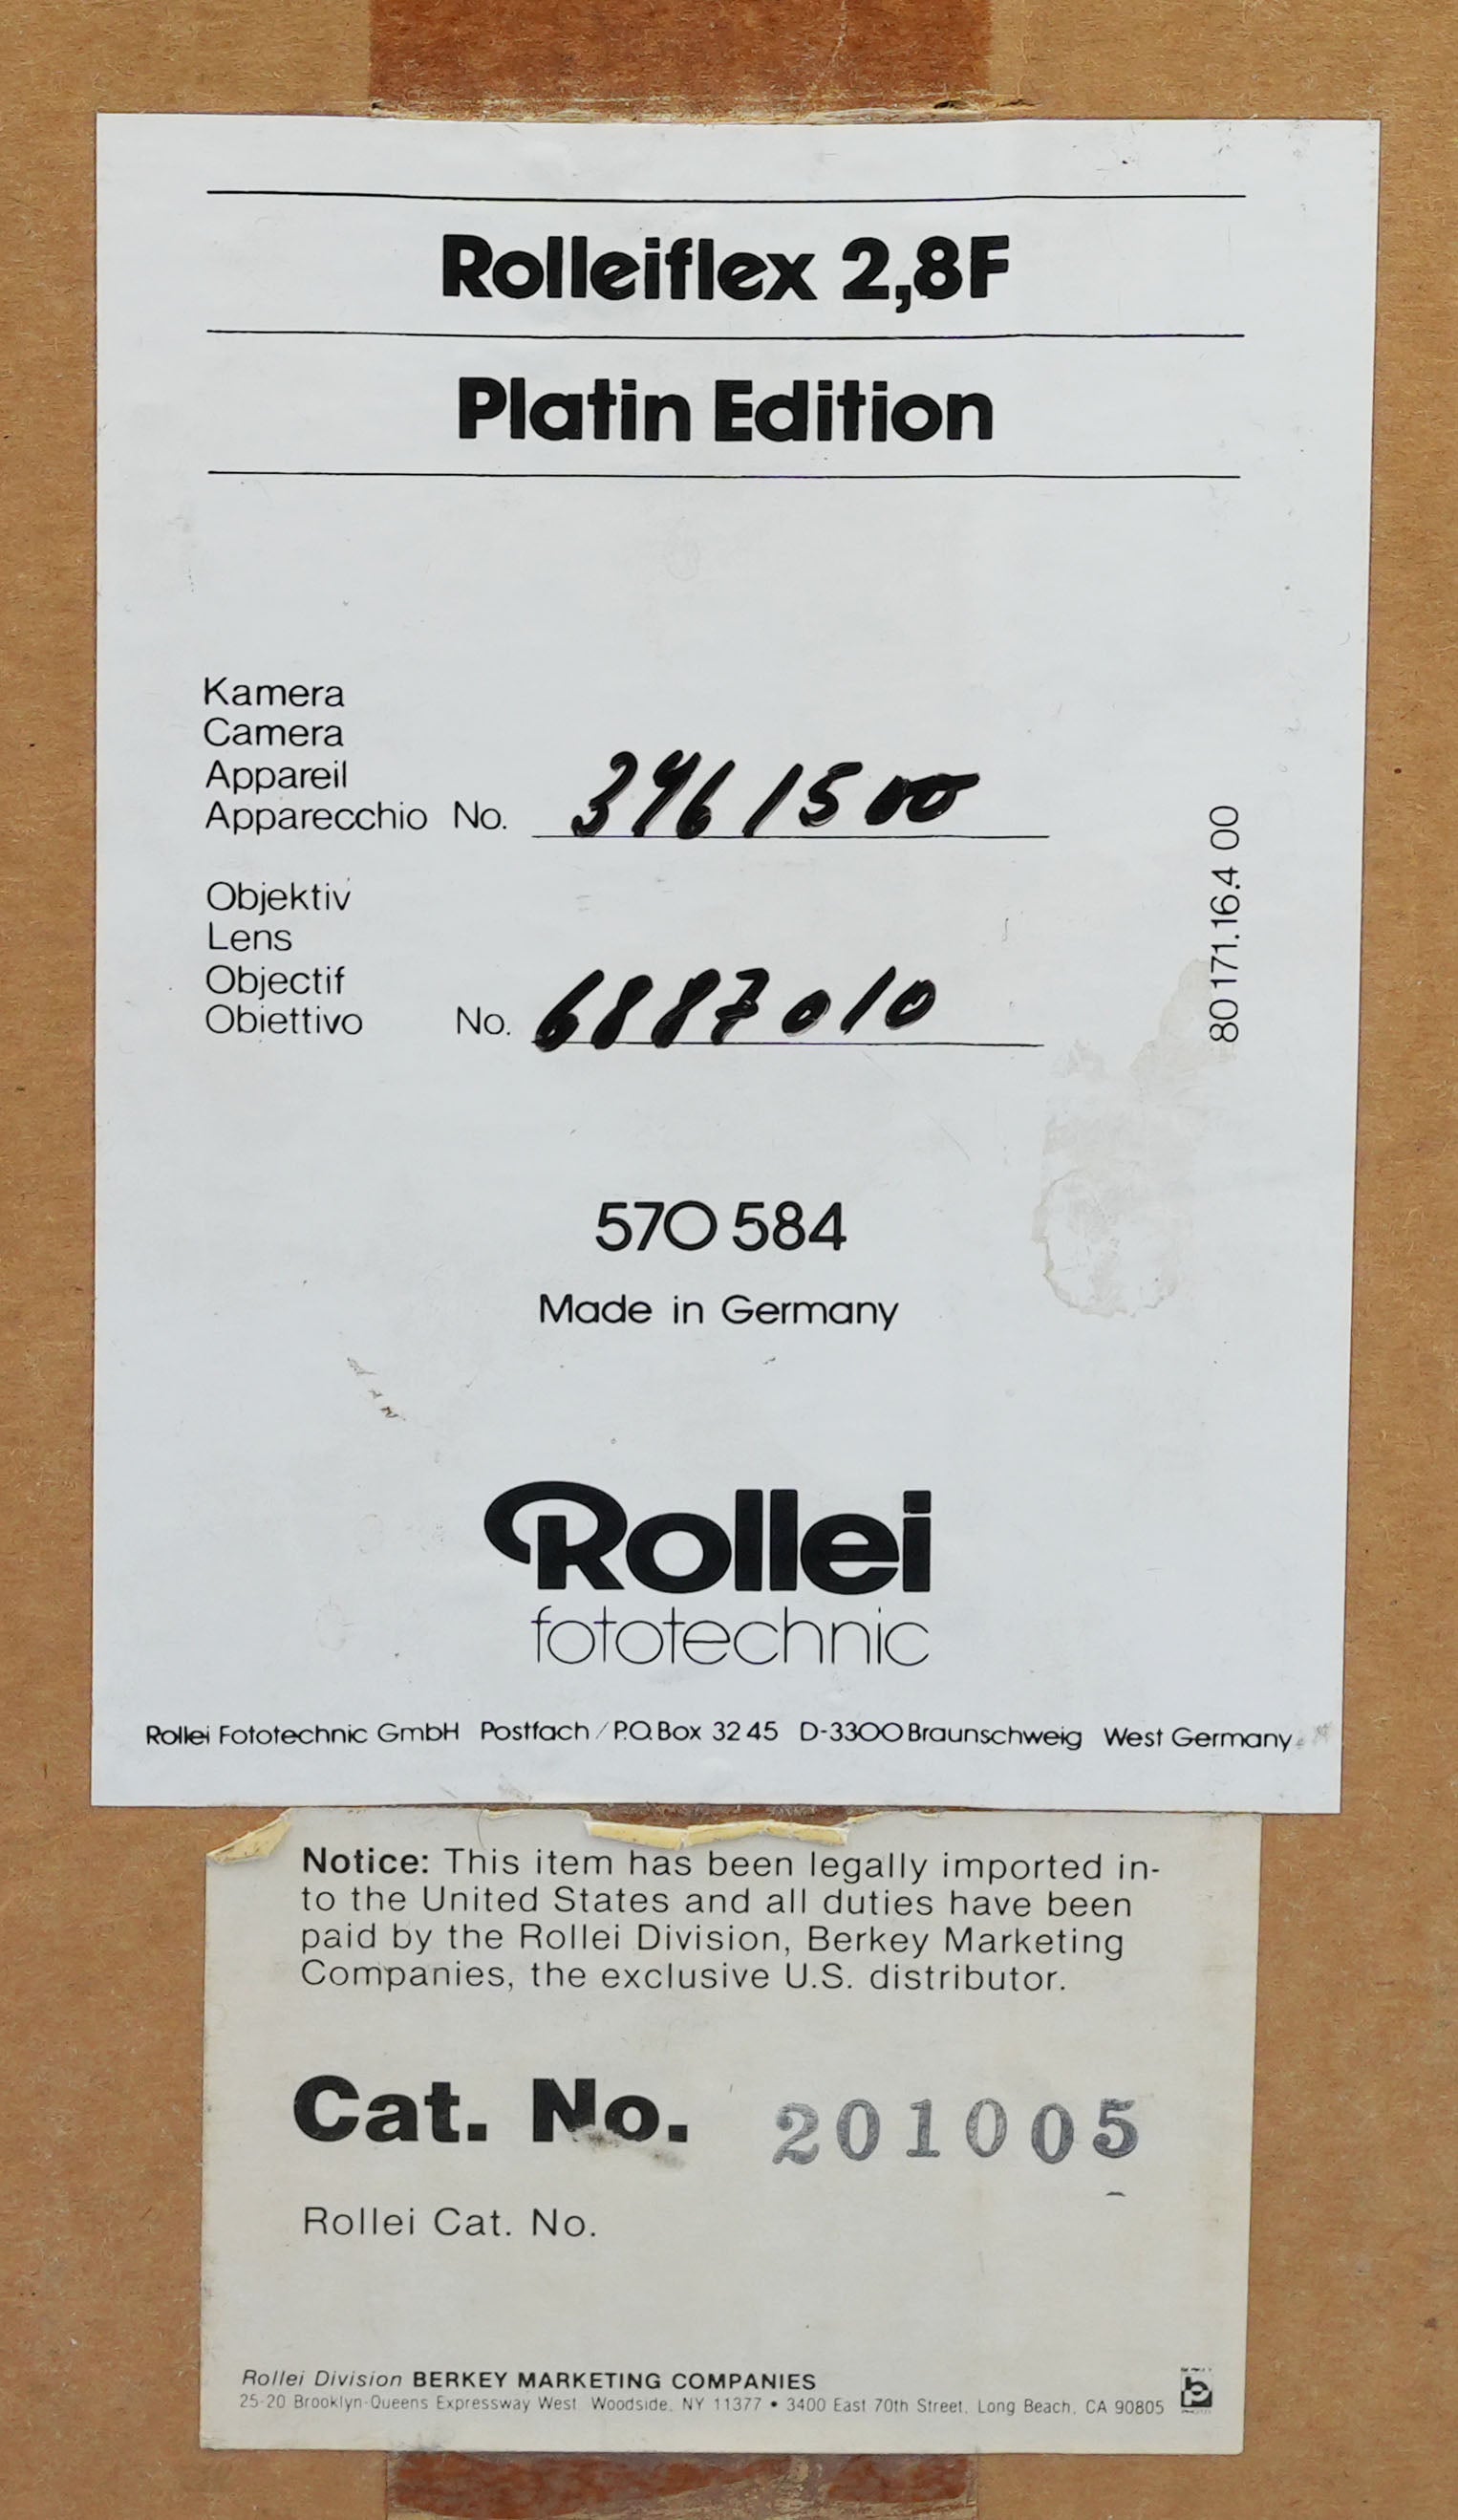 Rolleiflex 2,8F
Platin Edition
Kamera
Camera
Appareil
Apparecchio No. 3461500
Objektiv
Lens
Objectif
Obiettivo No. 6887010
80 171.16.4 00
570 584
Made in Germany
Rollei
fototechnic
Rollei Fototechnic GmbH Postfach / P.O.Box 32 45 D-3300 Braunschweig West Germany
Notice: This item has been legally imported in-
to the United States and all duties have been
paid by the Rollei Division, Berkey Marketing
Companies, the exclusive U.S. distributor.
Cat. No. 201005
Rollei Cat. No.
Rollei Division BERKEY MARKETING COMPANIES
25-20 Brooklyn-Queens Expressway West Woodside, NY 11377 • 3400 East 70th Street, Long Beach, CA 90805
b